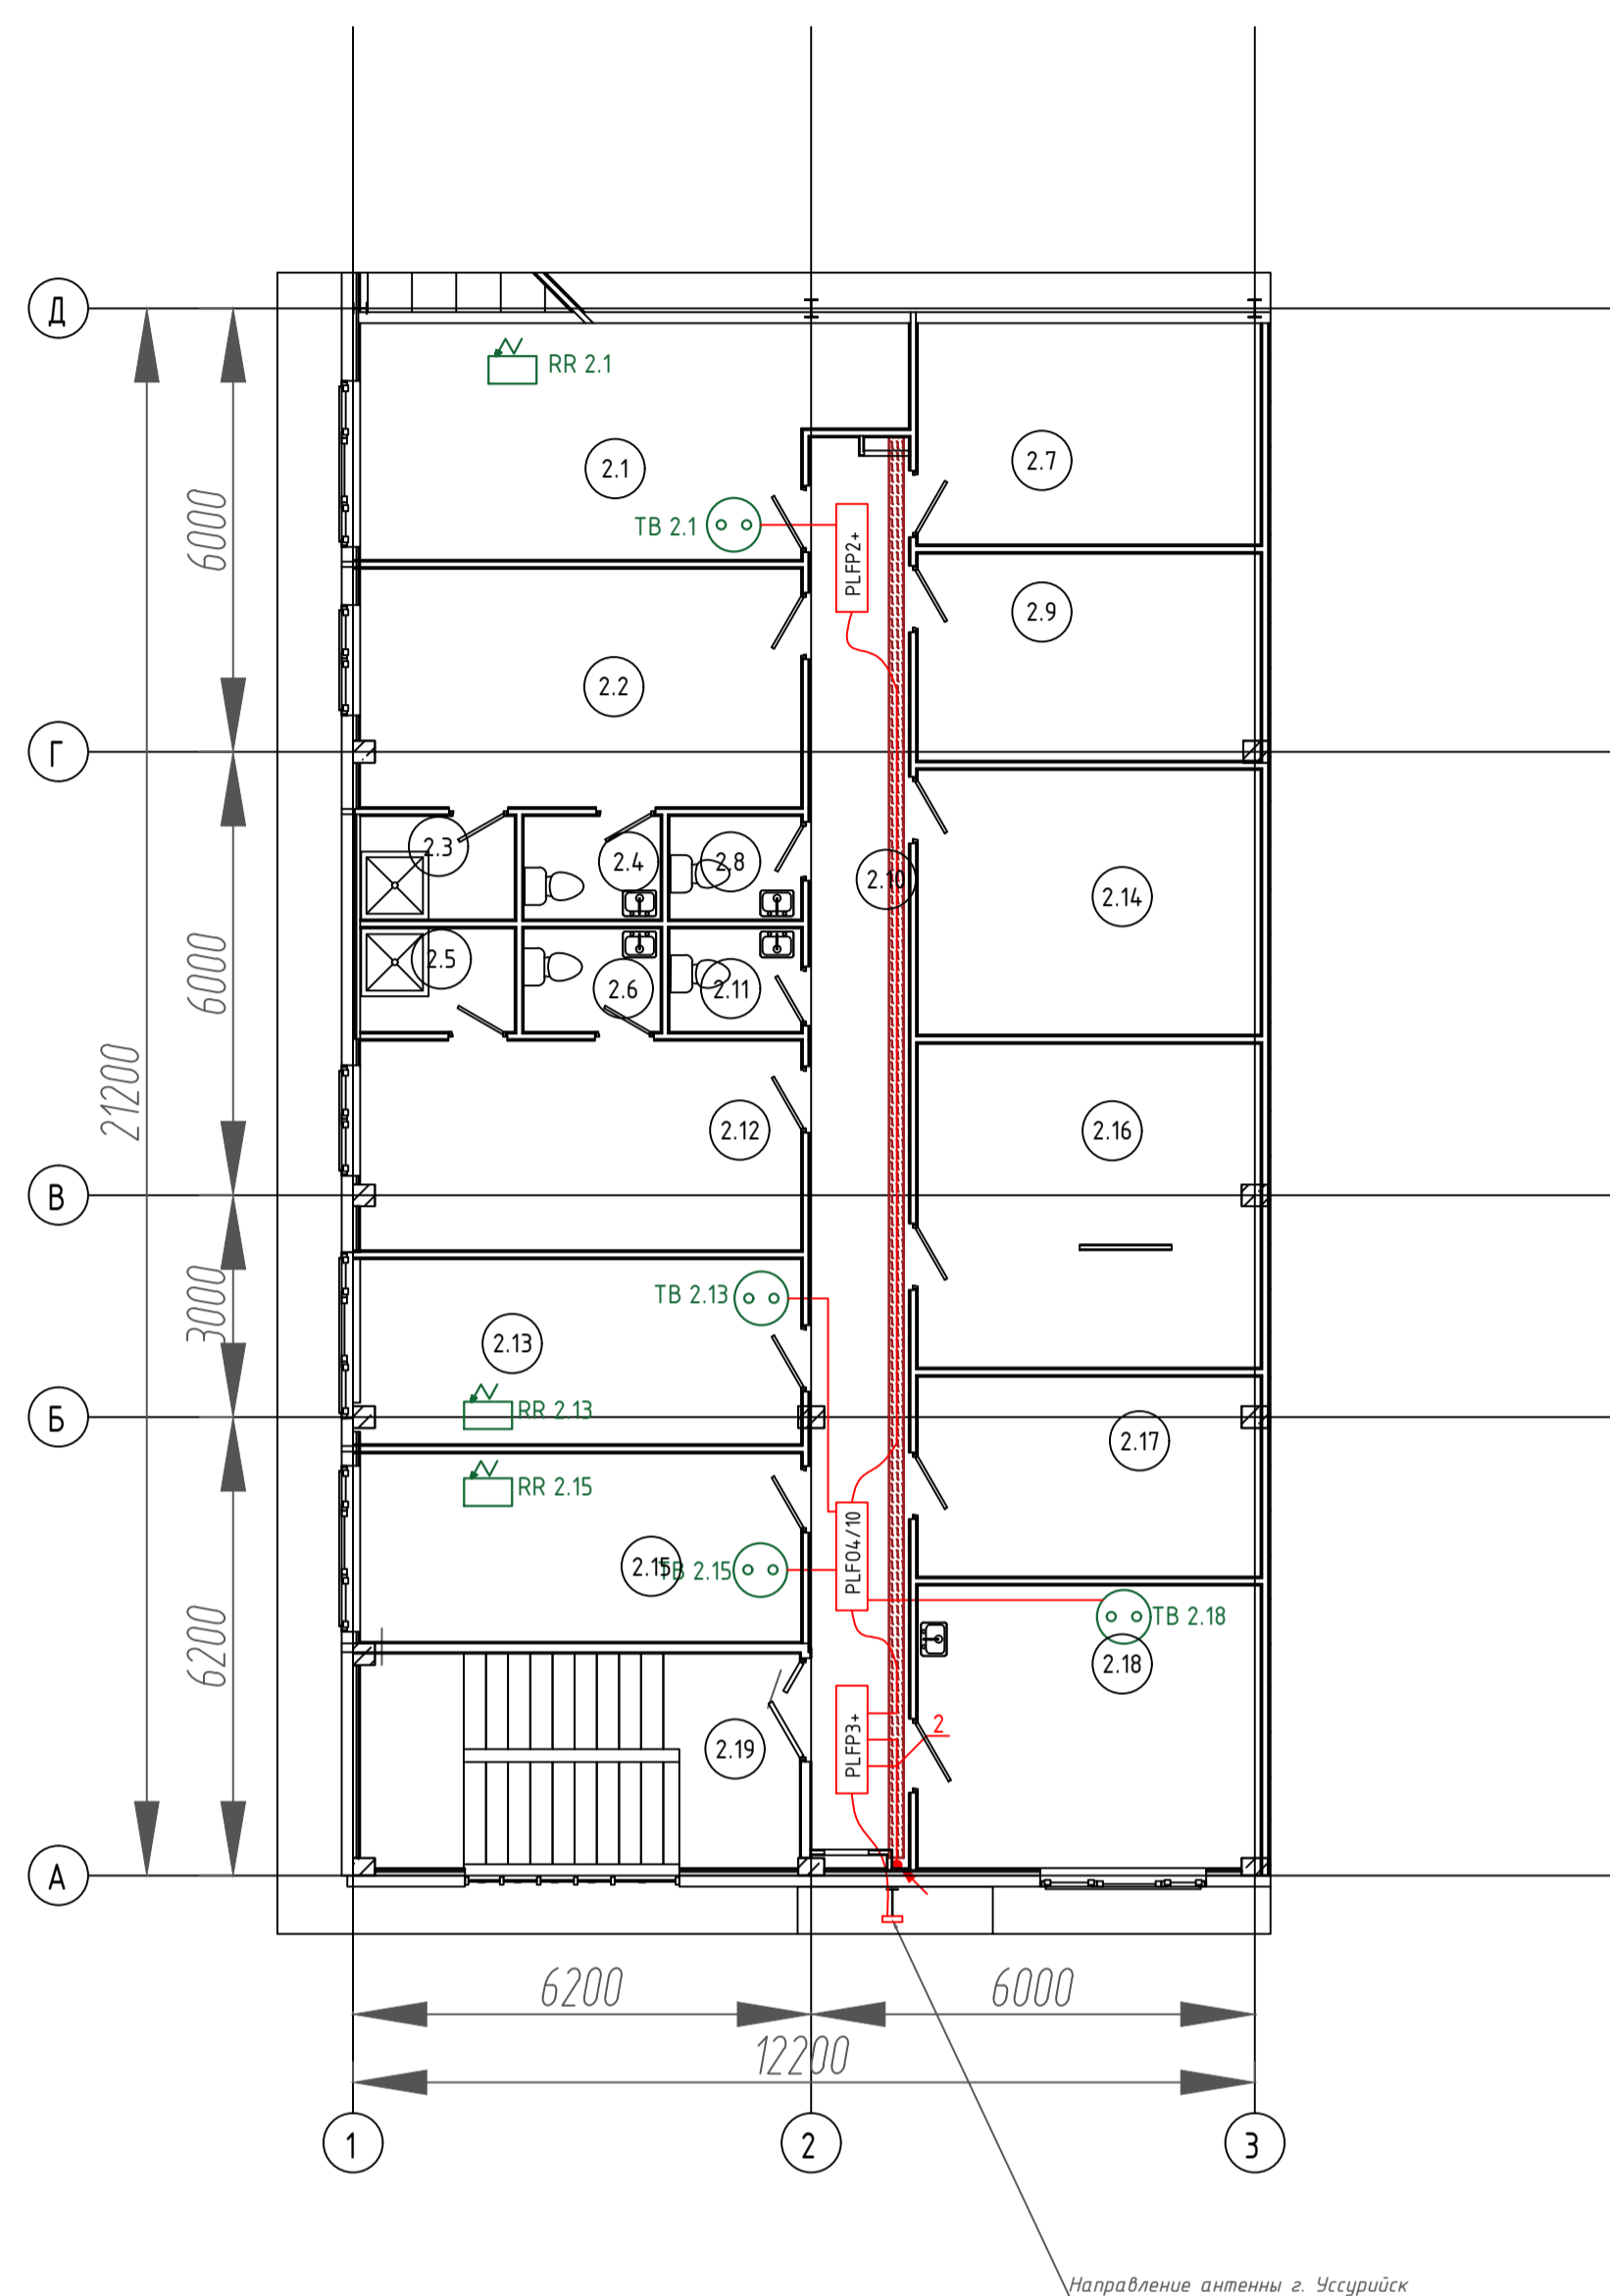 Д
RR 2.1
2.1
2.7
6000
TB 2.1
PLFP2+
2.9
2.2
Г
2.3
2.4
2.8
2.10
2.14
6000
2.5
2.6
2.11
21200
2.12
2.16
В
3000
TB 2.13
2.13
RR 2.13
Б
2.17
RR 2.15
PLFO4/10
2.15
TB 2.15
TB 2.18
6200
2.18
2
PLFP3+
2.19
А
6200
6000
12200
1
2
3
Направление антенны г. Уссурийск